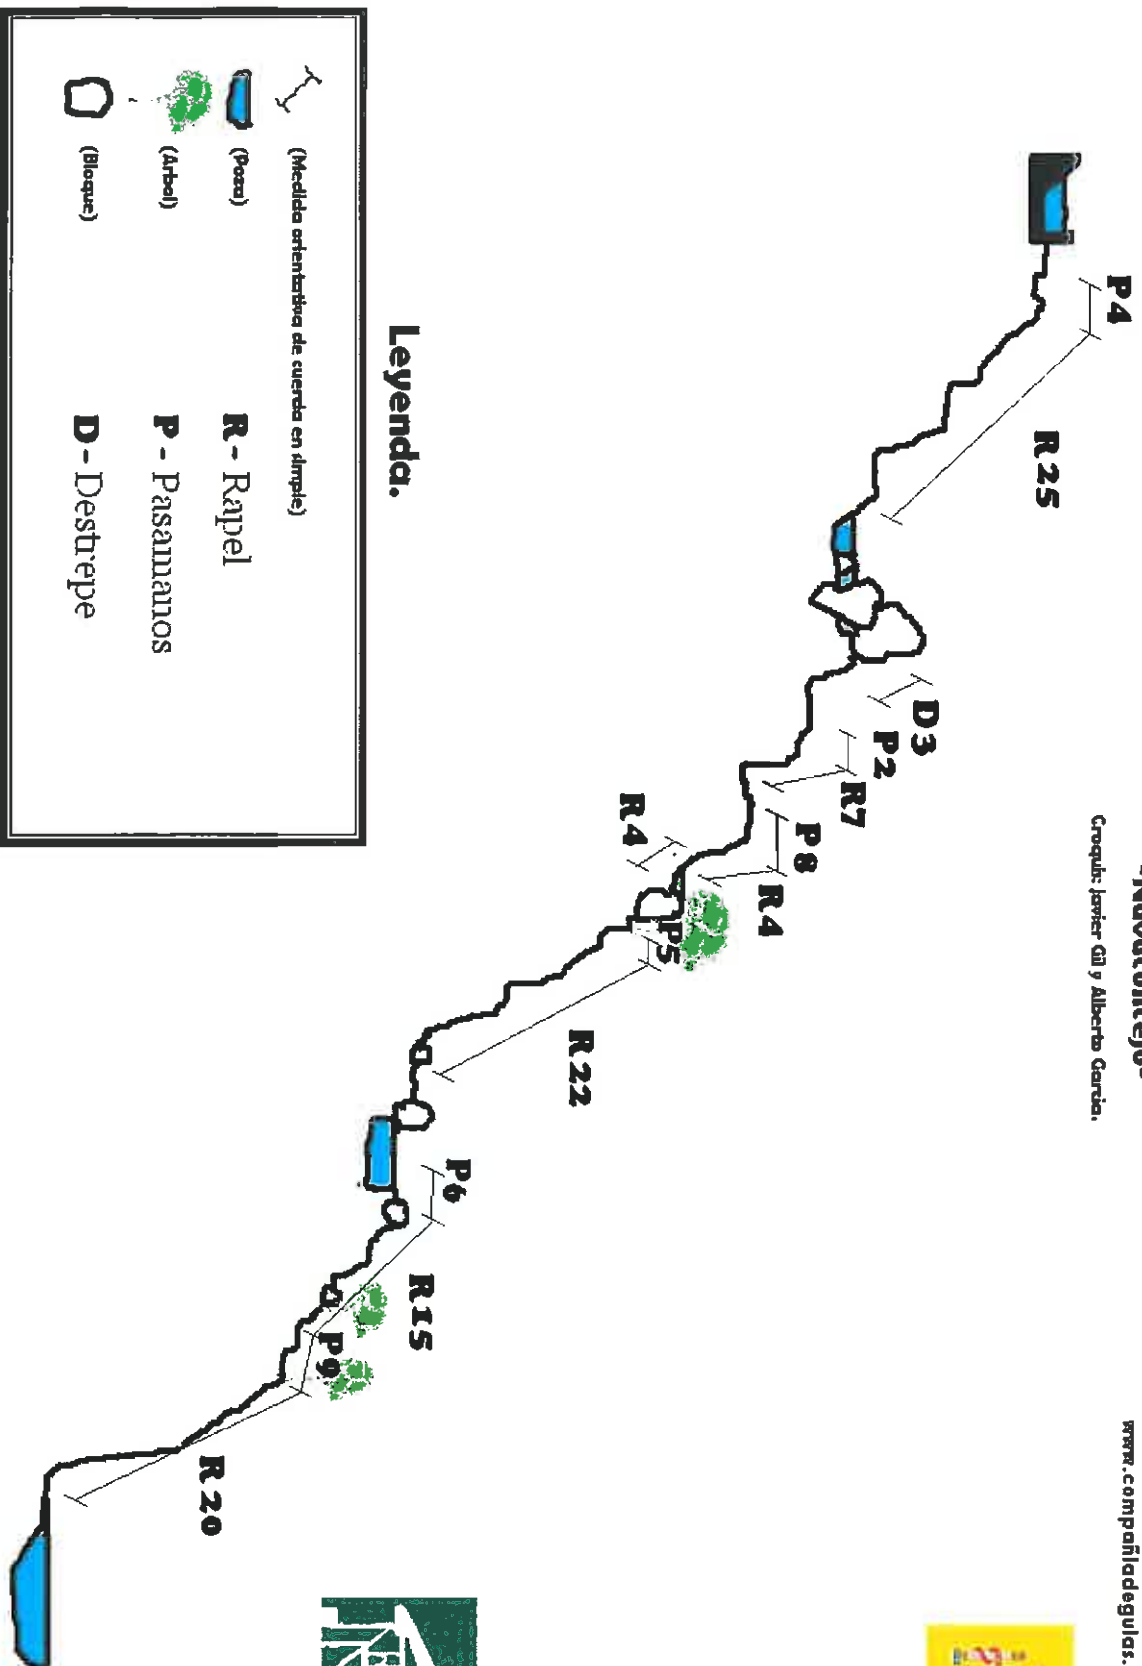 Croquis: Javier Gil y Alberto García.
www.compañiadeguias.
P4
R25
D3
P2
R7
P8
R4
R4
P5
R22
P6
R15
P9
R20
Leyenda.
(Medida orientativa de cuerda en simple)
(Poza)
(Arbol)
(Bloque)
R - Rapel
P - Pasamanos
D - Destrepe